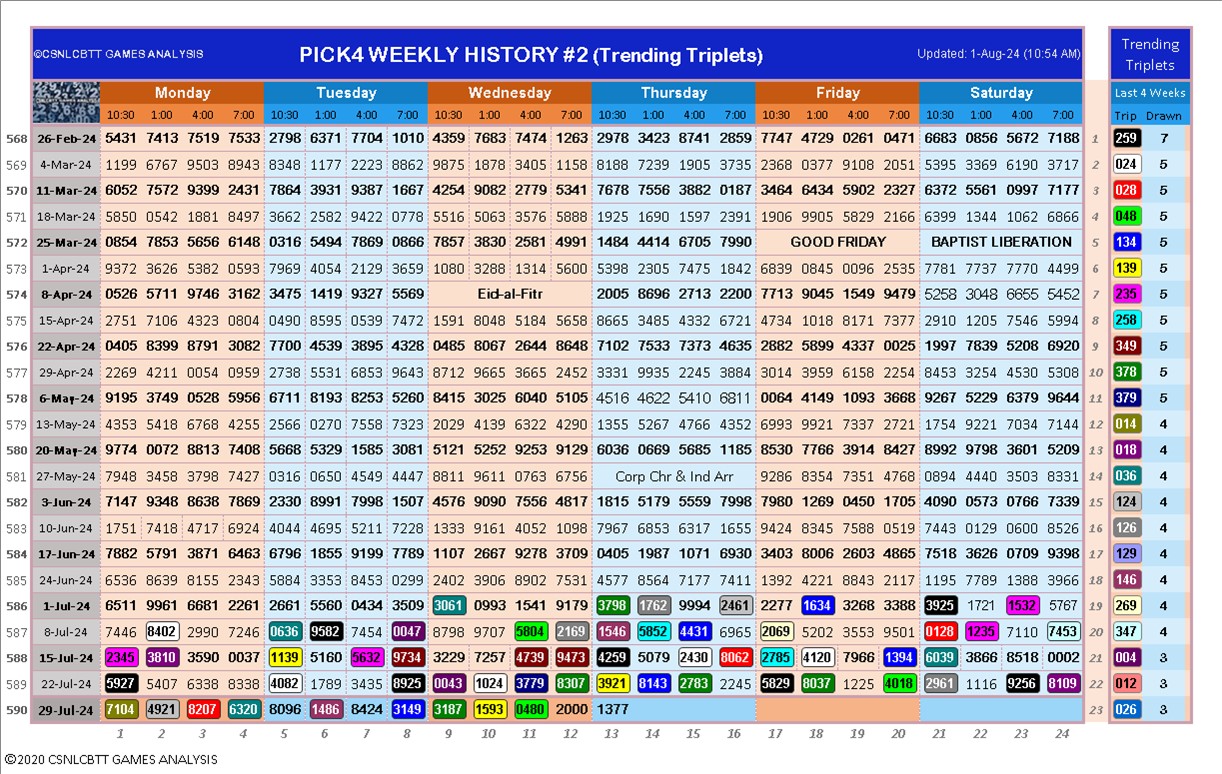 ©CSNLCBTT GAMES ANALYSIS PICK4 WEEKLY HISTORY #2 (Trending Triplets) Updated: 1-Aug-24 (10:54 AM) Trending Triplets
Monday Tuesday Wednesday Thursday Friday Saturday Last 4 Weeks
10:30 1:00 4:00 7:00 10:30 1:00 4:00 7:00 10:30 1:00 4:00 7:00 10:30 1:00 4:00 7:00 10:30 1:00 4:00 7:00 10:30 1:00 4:00 7:00 Trip Drawn
568 26-Feb-24 5431 7413 7519 7533 2798 6371 7704 1010 4359 7683 7474 1263 2978 3423 8741 2859 7747 4729 0261 0471 6683 0856 5672 7188 1 259 7
569 4-Mar-24 1199 6767 9503 8943 8348 1177 2223 8862 9875 1878 3405 1158 8188 7239 1905 3735 2368 0377 9108 2051 5395 3369 6190 3717 2 024 5
570 11-Mar-24 6052 7572 9399 2431 7864 3931 9387 1667 4254 9082 2779 5341 7678 7556 3882 0187 3464 6434 5902 2327 6372 5561 0997 7177 3 028 5
571 18-Mar-24 5850 0542 1881 8497 3662 2582 9422 0778 5516 5063 3576 5888 1925 1690 1597 2391 1906 9905 5829 2166 6399 1344 1062 6866 4 048 5
572 25-Mar-24 0854 7853 5656 6148 0316 5494 7869 0866 7857 3830 2581 4991 1484 4414 6705 7990 GOOD FRIDAY BAPTIST LIBERATION 5 134 5
573 1-Apr-24 9372 3626 5382 0593 7969 4054 2129 3659 1080 3288 1314 5600 5398 2305 7475 1842 6839 0845 0096 2535 7781 7737 7770 4499 6 139 5
574 8-Apr-24 0526 5711 9746 3162 3475 1419 9327 5569 Eid-al-Fitr 2005 8696 2713 2200 7713 9045 1549 9479 5258 3048 6655 5452 7 235 5
575 15-Apr-24 2751 7106 4323 0804 0490 8595 0539 7472 1591 8048 5184 5658 8665 3485 4332 6721 4734 1018 8171 7377 2910 1205 7546 5994 8 258 5
576 22-Apr-24 0405 8399 8791 3082 7700 4539 3895 4328 0485 8067 2644 8648 7102 7533 7373 4635 2882 5899 4337 0025 1997 7839 5208 6920 9 349 5
577 29-Apr-24 2269 4211 0054 0959 2738 5531 6853 9643 8712 9665 3665 2452 3331 9935 2245 3884 3014 3959 6158 2254 8453 3254 4530 5308 10 378 5
578 6-May-24 9195 3749 0528 5956 6711 8193 8253 5260 8415 3025 6040 5105 4516 4622 5410 6811 0064 4149 1093 3668 9267 5229 6379 9644 11 379 5
579 13-May-24 4353 5418 6768 4255 2566 0270 7558 7323 2029 4139 6322 4290 1355 5267 4766 4352 6993 9921 7337 2721 1754 9221 7034 7144 12 014 4
580 20-May-24 9774 0072 8813 7408 5668 5329 1585 3081 5121 5252 9253 9129 6036 0669 5685 1185 8530 7766 3914 8427 8992 9798 3601 5209 13 018 4
581 27-May-24 7948 3458 3798 7427 0316 0650 4549 4447 8811 9611 0763 6756 Corp Chr & Ind Arr 9286 8354 7351 4768 0894 4440 3503 8331 14 036 4
582 3-Jun-24 7147 9348 8638 7869 2330 8991 7998 1507 4576 9090 7556 4817 1815 5179 5559 7998 7980 1269 0450 1705 4090 0573 0766 7339 15 124 4
583 10-Jun-24 1751 7418 4717 6924 4044 4695 5211 7228 1333 9161 4052 1098 7967 6853 6317 1655 9424 8345 7588 0519 7443 0129 0600 8526 16 126 4
584 17-Jun-24 7882 5791 3871 6463 6796 1855 9199 7789 1107 2667 9278 3709 0405 1987 1071 6930 3403 8006 2603 4865 7518 3626 0709 9398 17 129 4
585 24-Jun-24 6536 8639 8155 2343 5884 3353 8453 0299 2402 3906 8902 7531 4577 8564 7177 7411 1392 4221 8843 2117 1195 7789 1388 3966 18 146 4
586 1-Jul-24 6511 9961 6681 2261 2661 5560 0434 3509 3061 0993 1541 9179 3798 1762 9994 2461 2277 1634 3268 3388 3925 1721 1532 5767 19 269 4
587 8-Jul-24 7446 8402 2990 7246 0636 9582 7454 0047 8798 9707 5804 2169 1546 5852 4431 6965 2069 5202 3553 9501 0128 1235 7110 7453 20 347 4
588 15-Jul-24 2345 3810 3590 0037 1139 5160 5632 9734 3229 7257 4739 9473 4259 5079 2430 8062 2785 4120 7966 1394 6039 3866 8518 0002 21 004 3
589 22-Jul-24 5927 5407 6338 8338 4082 1789 3435 8925 0043 1024 3779 8307 3921 8143 2783 2245 5829 8037 1225 4018 2961 1116 9256 8109 22 012 3
590 29-Jul-24 7104 4921 8207 6320 8096 1486 8424 3149 3187 1593 0480 2000 1377 23 026 3
1 2 3 4 5 6 7 8 9 10 11 12 13 14 15 16 17 18 19 20 21 22 23 24
©2020 CSNLCBTT GAMES ANALYSIS